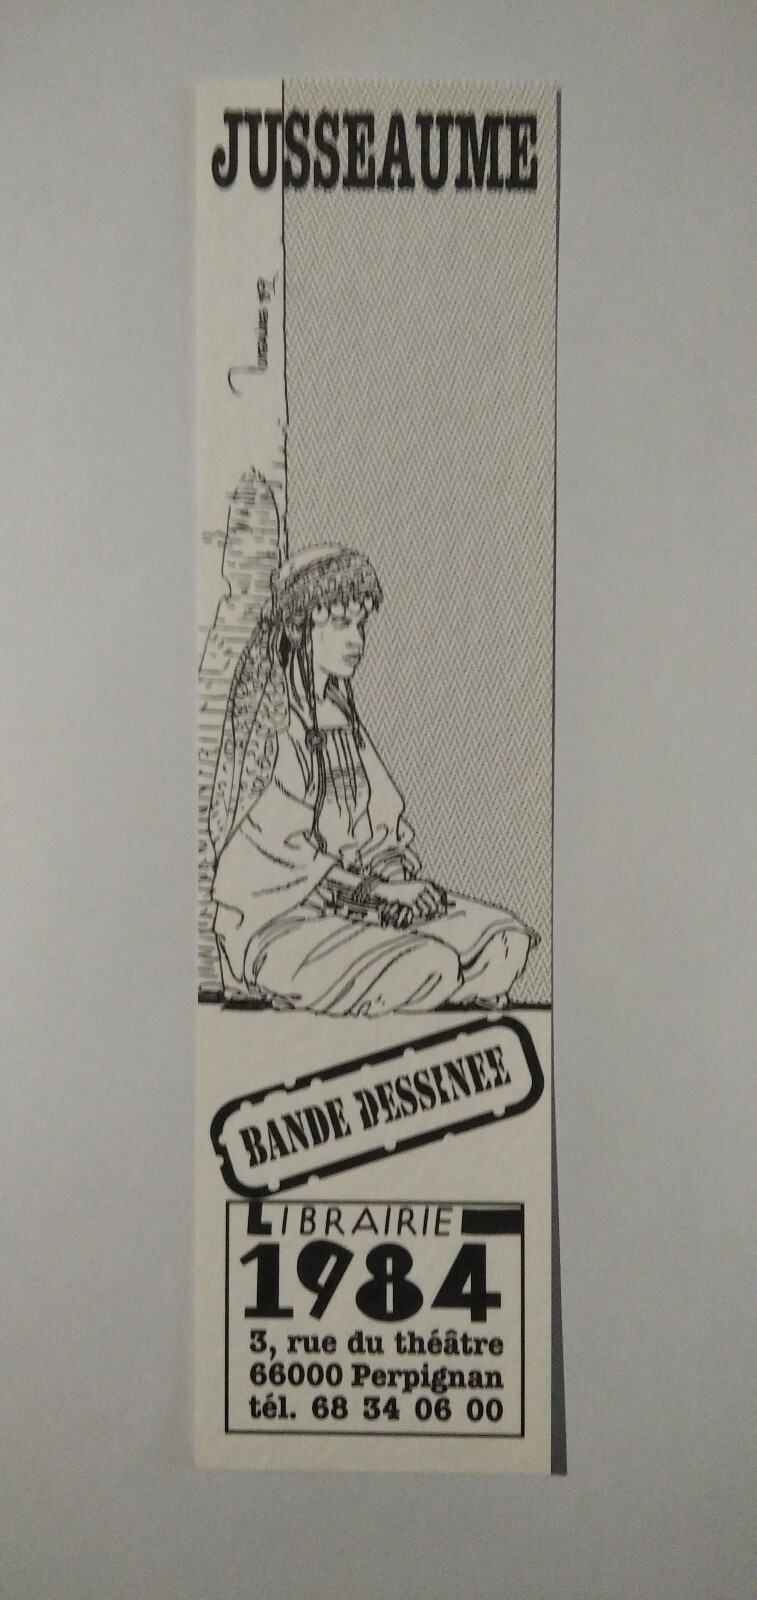 JUSSEAUME
BANDE DESSINEE
LIBRAIRIE
1984
3, rue du théâtre
66000 Perpignan
tél. 68 34 06 00